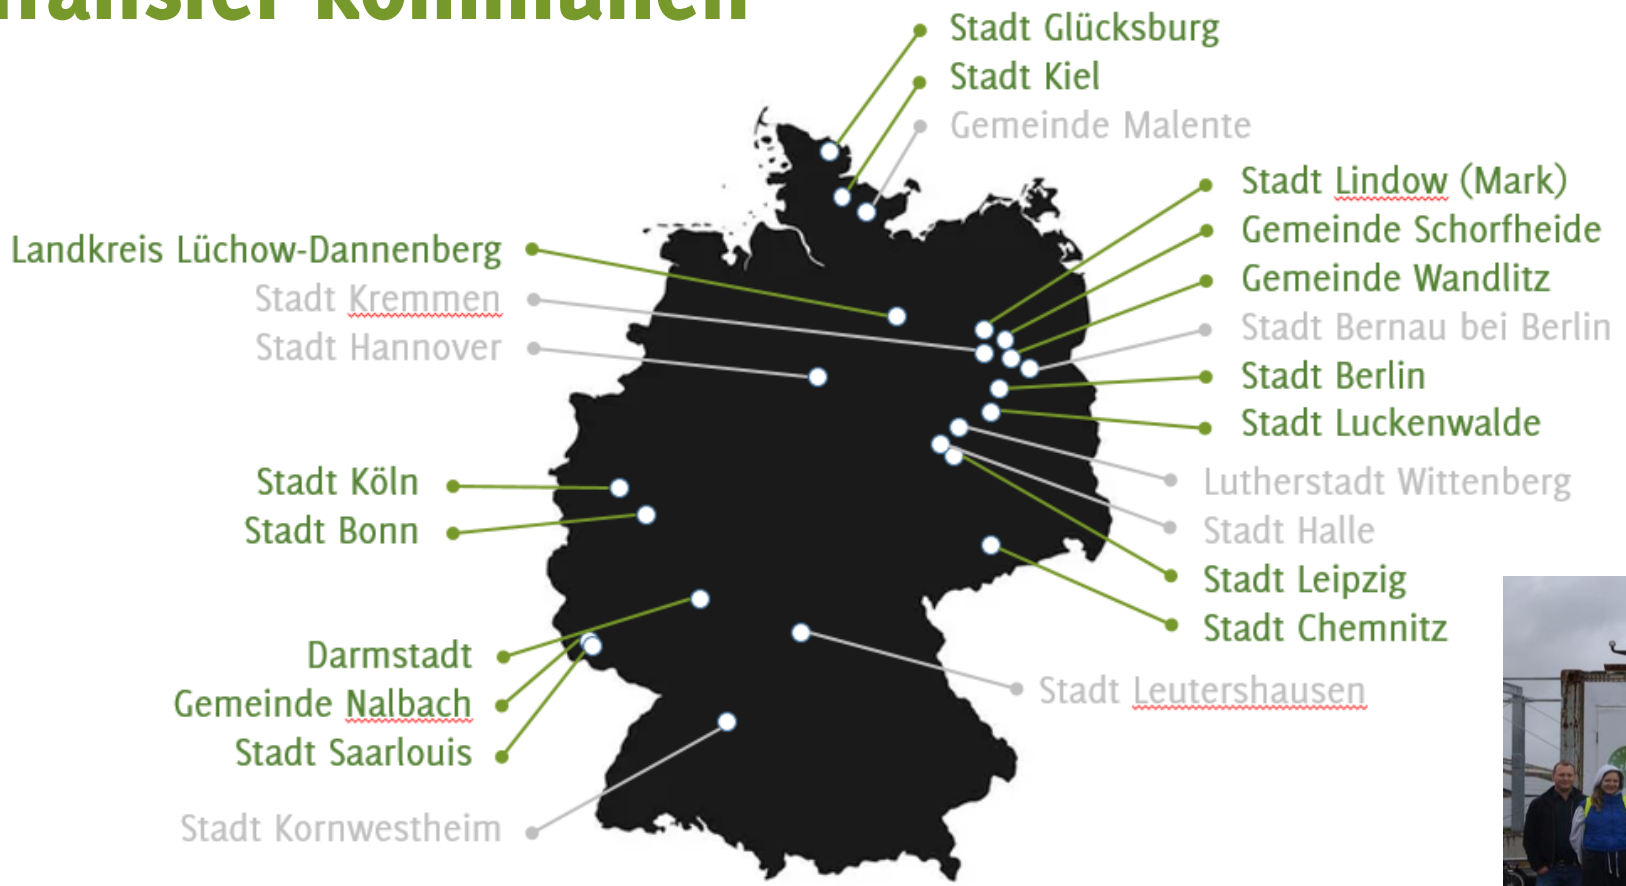 Transfer Kommunen
Stadt Glücksburg
Stadt Kiel
Gemeinde Malente
Stadt Lindow (Mark)
Gemeinde Schorfheide
Gemeinde Wandlitz
Stadt Bernau bei Berlin
Stadt Berlin
Stadt Luckenwalde
Lutherstadt Wittenberg
Stadt Halle
Stadt Leipzig
Stadt Chemnitz
Stadt Leutershausen
Landkreis Lüchow-Dannenberg
Stadt Kremmen
Stadt Hannover
Stadt Köln
Stadt Bonn
Darmstadt
Gemeinde Nalbach
Stadt Saarlouis
Stadt Kornwestheim